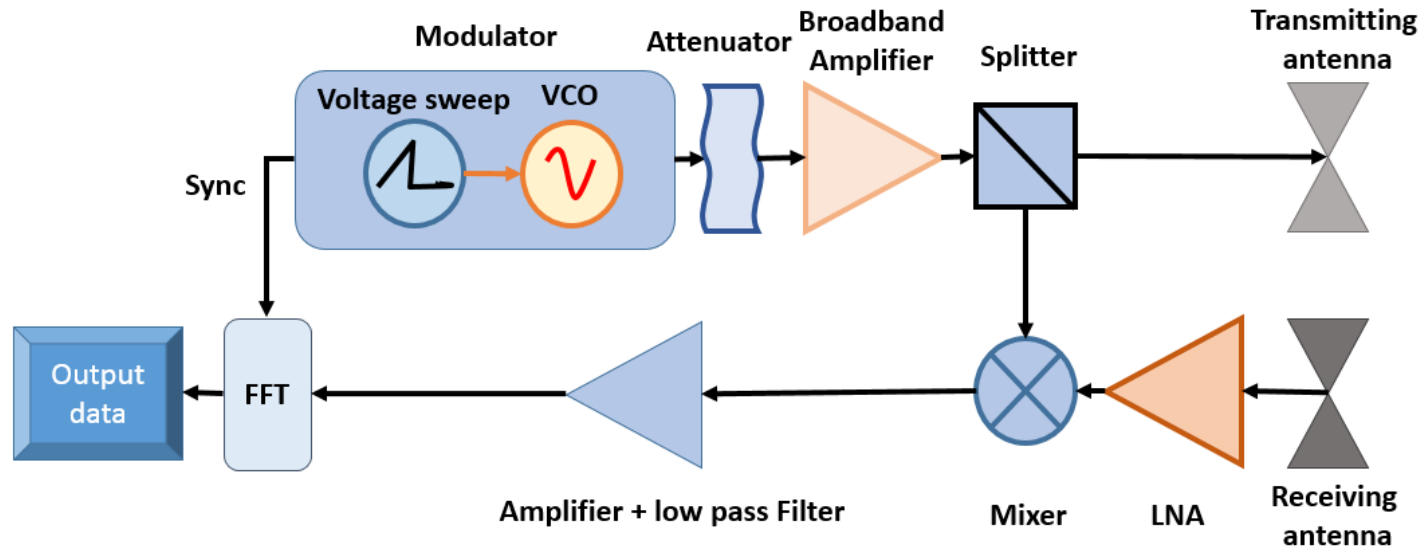 Modulator
Attenuator
Broadband
Amplifier
Splitter
Transmitting
antenna
Voltage sweep
VCO
Sync
Output
data
FFT
Amplifier + low pass Filter
Mixer
LNA
Receiving
antenna